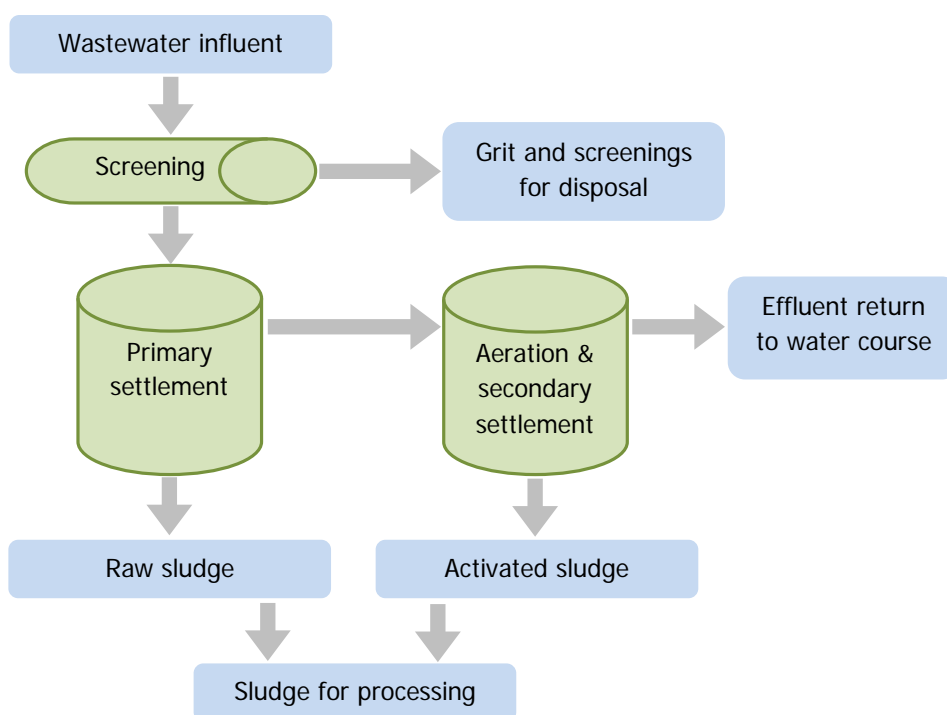 Wastewater influent
Screening
Grit and screenings
for disposal
Primary
settlement
Aeration &
secondary
settlement
Effluent return
to water course
Raw sludge
Activated sludge
Sludge for processing